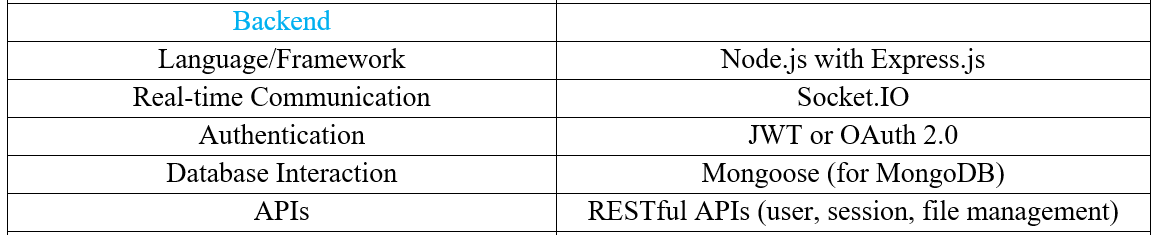 Backend
Language/Framework Node.js with Express.js
Real-time Communication Socket.IO
Authentication JWT or OAuth 2.0
Database Interaction Mongoose (for MongoDB)
APIs RESTful APIs (user, session, file management)